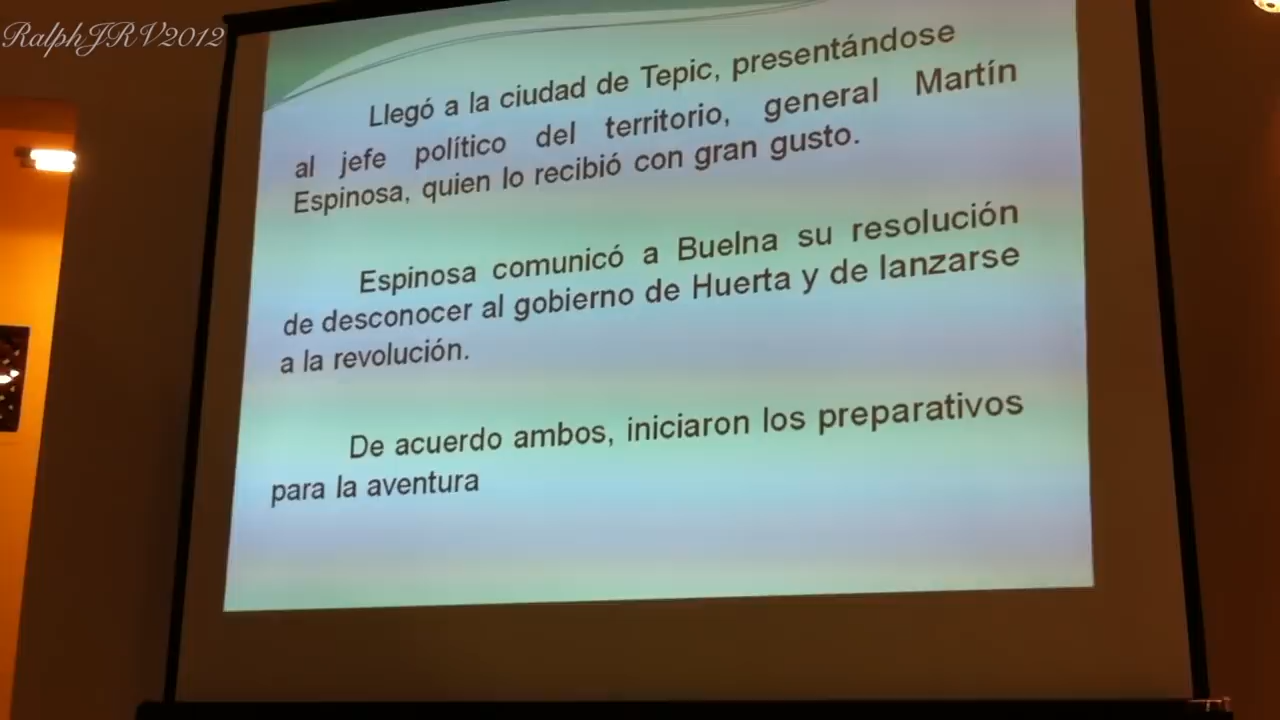 RalphJRV2012
Llegó a la ciudad de Tepic, presentándose
al jefe político del territorio, general Martín
Espinosa, quien lo recibió con gran gusto.
Espinosa comunicó a Buelna su resolución
de desconocer al gobierno de Huerta y de lanzarse
a la revolución.
De acuerdo ambos, iniciaron los preparativos
para la aventura